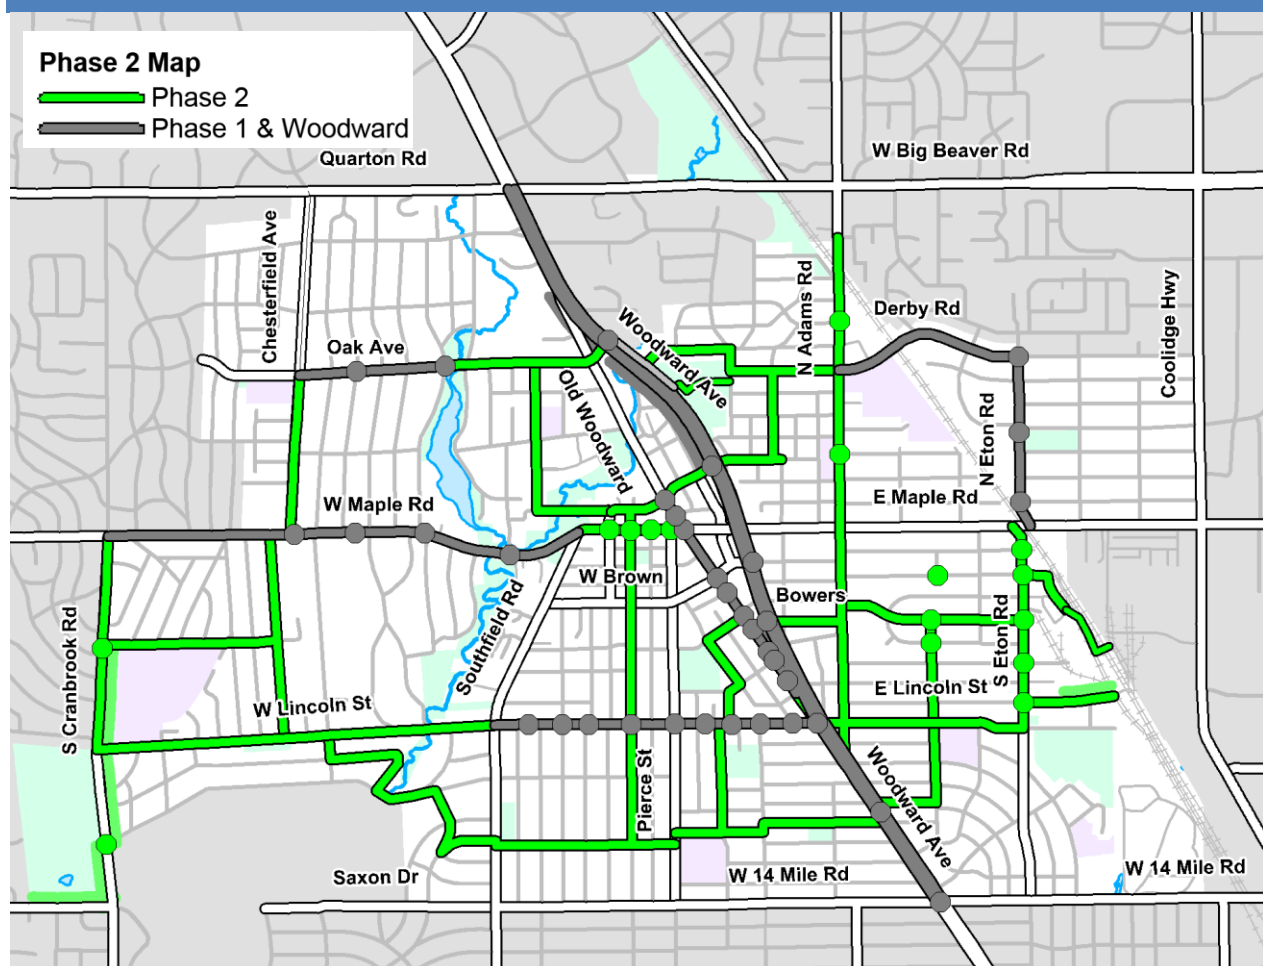 Phase 2 Map
Phase 2
Phase 1 & Woodward
Quarton Rd
W Big Beaver Rd
Chesterfield Ave
N Adams Rd
Coolidge Hwy
Derby Rd
Woodward Ave
Oak Ave
Old Woodward
N Eton Rd
W Maple Rd
E Maple Rd
W Brown
Bowers
S Cranbrook Rd
Southfield Rd
S Eton Rd
E Lincoln St
W Lincoln St
Pierce St
Woodward Ave
Saxon Dr
W 14 Mile Rd
W 14 Mile Rd